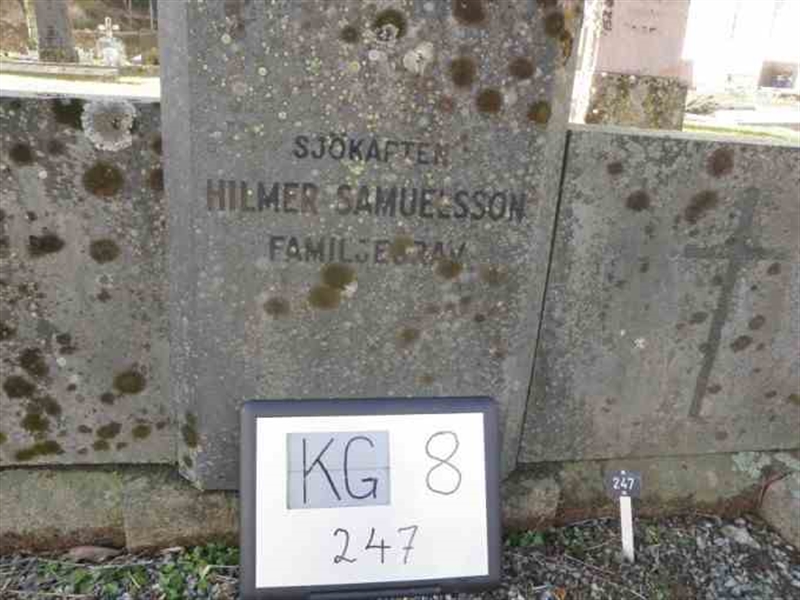 SJÖKAPTEN
HILMER SAMUELSSON
FAMILJEGRAV
KG 8
247
247